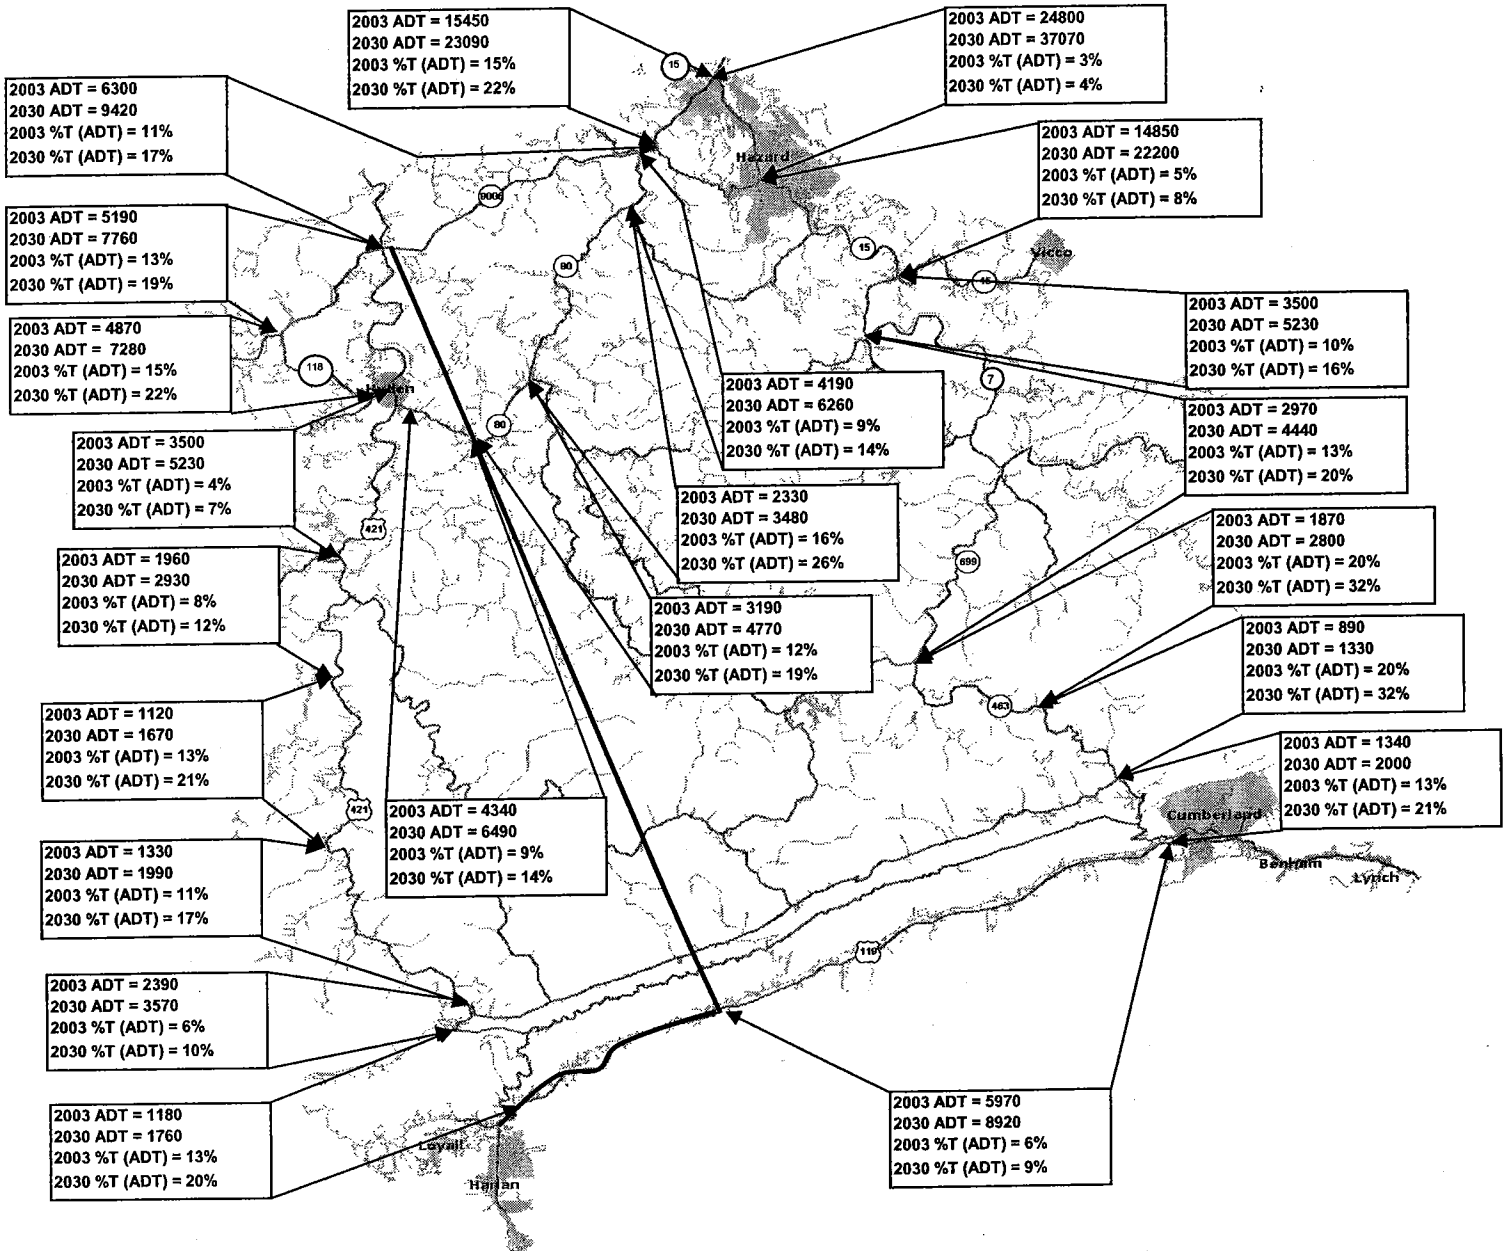 2003 ADT = 15450
2030 ADT = 23090
2003 %T (ADT) = 15%
2030 %T (ADT) = 22%
2003 ADT = 24800
2030 ADT = 37070
2003 %T (ADT) = 3%
2030 %T (ADT) = 4%
15
2003 ADT = 6300
2030 ADT = 9420
2003 %T (ADT) = 11%
2030 %T (ADT) = 17%
2003 ADT = 14850
2030 ADT = 22200
2003 %T (ADT) = 5%
2030 %T (ADT) = 8%
Hazard
9006
2003 ADT = 5190
2030 ADT = 7760
2003 %T (ADT) = 13%
2030 %T (ADT) = 19%
15
Vicco
80
15
2003 ADT = 3500
2030 ADT = 5230
2003 %T (ADT) = 10%
2030 %T (ADT) = 16%
2003 ADT = 4870
2030 ADT = 7280
2003 %T (ADT) = 15%
2030 %T (ADT) = 22%
118
Hyden
7
2003 ADT = 4190
2030 ADT = 6260
2003 %T (ADT) = 9%
2030 %T (ADT) = 14%
2003 ADT = 2970
2030 ADT = 4440
2003 %T (ADT) = 13%
2030 %T (ADT) = 20%
80
2003 ADT = 3500
2030 ADT = 5230
2003 %T (ADT) = 4%
2030 %T (ADT) = 7%
421
2003 ADT = 2330
2030 ADT = 3480
2003 %T (ADT) = 16%
2030 %T (ADT) = 26%
2003 ADT = 1870
2030 ADT = 2800
2003 %T (ADT) = 20%
2030 %T (ADT) = 32%
2003 ADT = 1960
2030 ADT = 2930
2003 %T (ADT) = 8%
2030 %T (ADT) = 12%
699
2003 ADT = 3190
2030 ADT = 4770
2003 %T (ADT) = 12%
2030 %T (ADT) = 19%
2003 ADT = 890
2030 ADT = 1330
2003 %T (ADT) = 20%
2030 %T (ADT) = 32%
463
2003 ADT = 1120
2030 ADT = 1670
2003 %T (ADT) = 13%
2030 %T (ADT) = 21%
2003 ADT = 1340
2030 ADT = 2000
2003 %T (ADT) = 13%
2030 %T (ADT) = 21%
421
2003 ADT = 4340
2030 ADT = 6490
2003 %T (ADT) = 9%
2030 %T (ADT) = 14%
Cumberland
Benham
Lynch
2003 ADT = 1330
2030 ADT = 1990
2003 %T (ADT) = 11%
2030 %T (ADT) = 17%
119
2003 ADT = 2390
2030 ADT = 3570
2003 %T (ADT) = 6%
2030 %T (ADT) = 10%
2003 ADT = 5970
2030 ADT = 8920
2003 %T (ADT) = 6%
2030 %T (ADT) = 9%
2003 ADT = 1180
2030 ADT = 1760
2003 %T (ADT) = 13%
2030 %T (ADT) = 20%
Loyall
Harlan